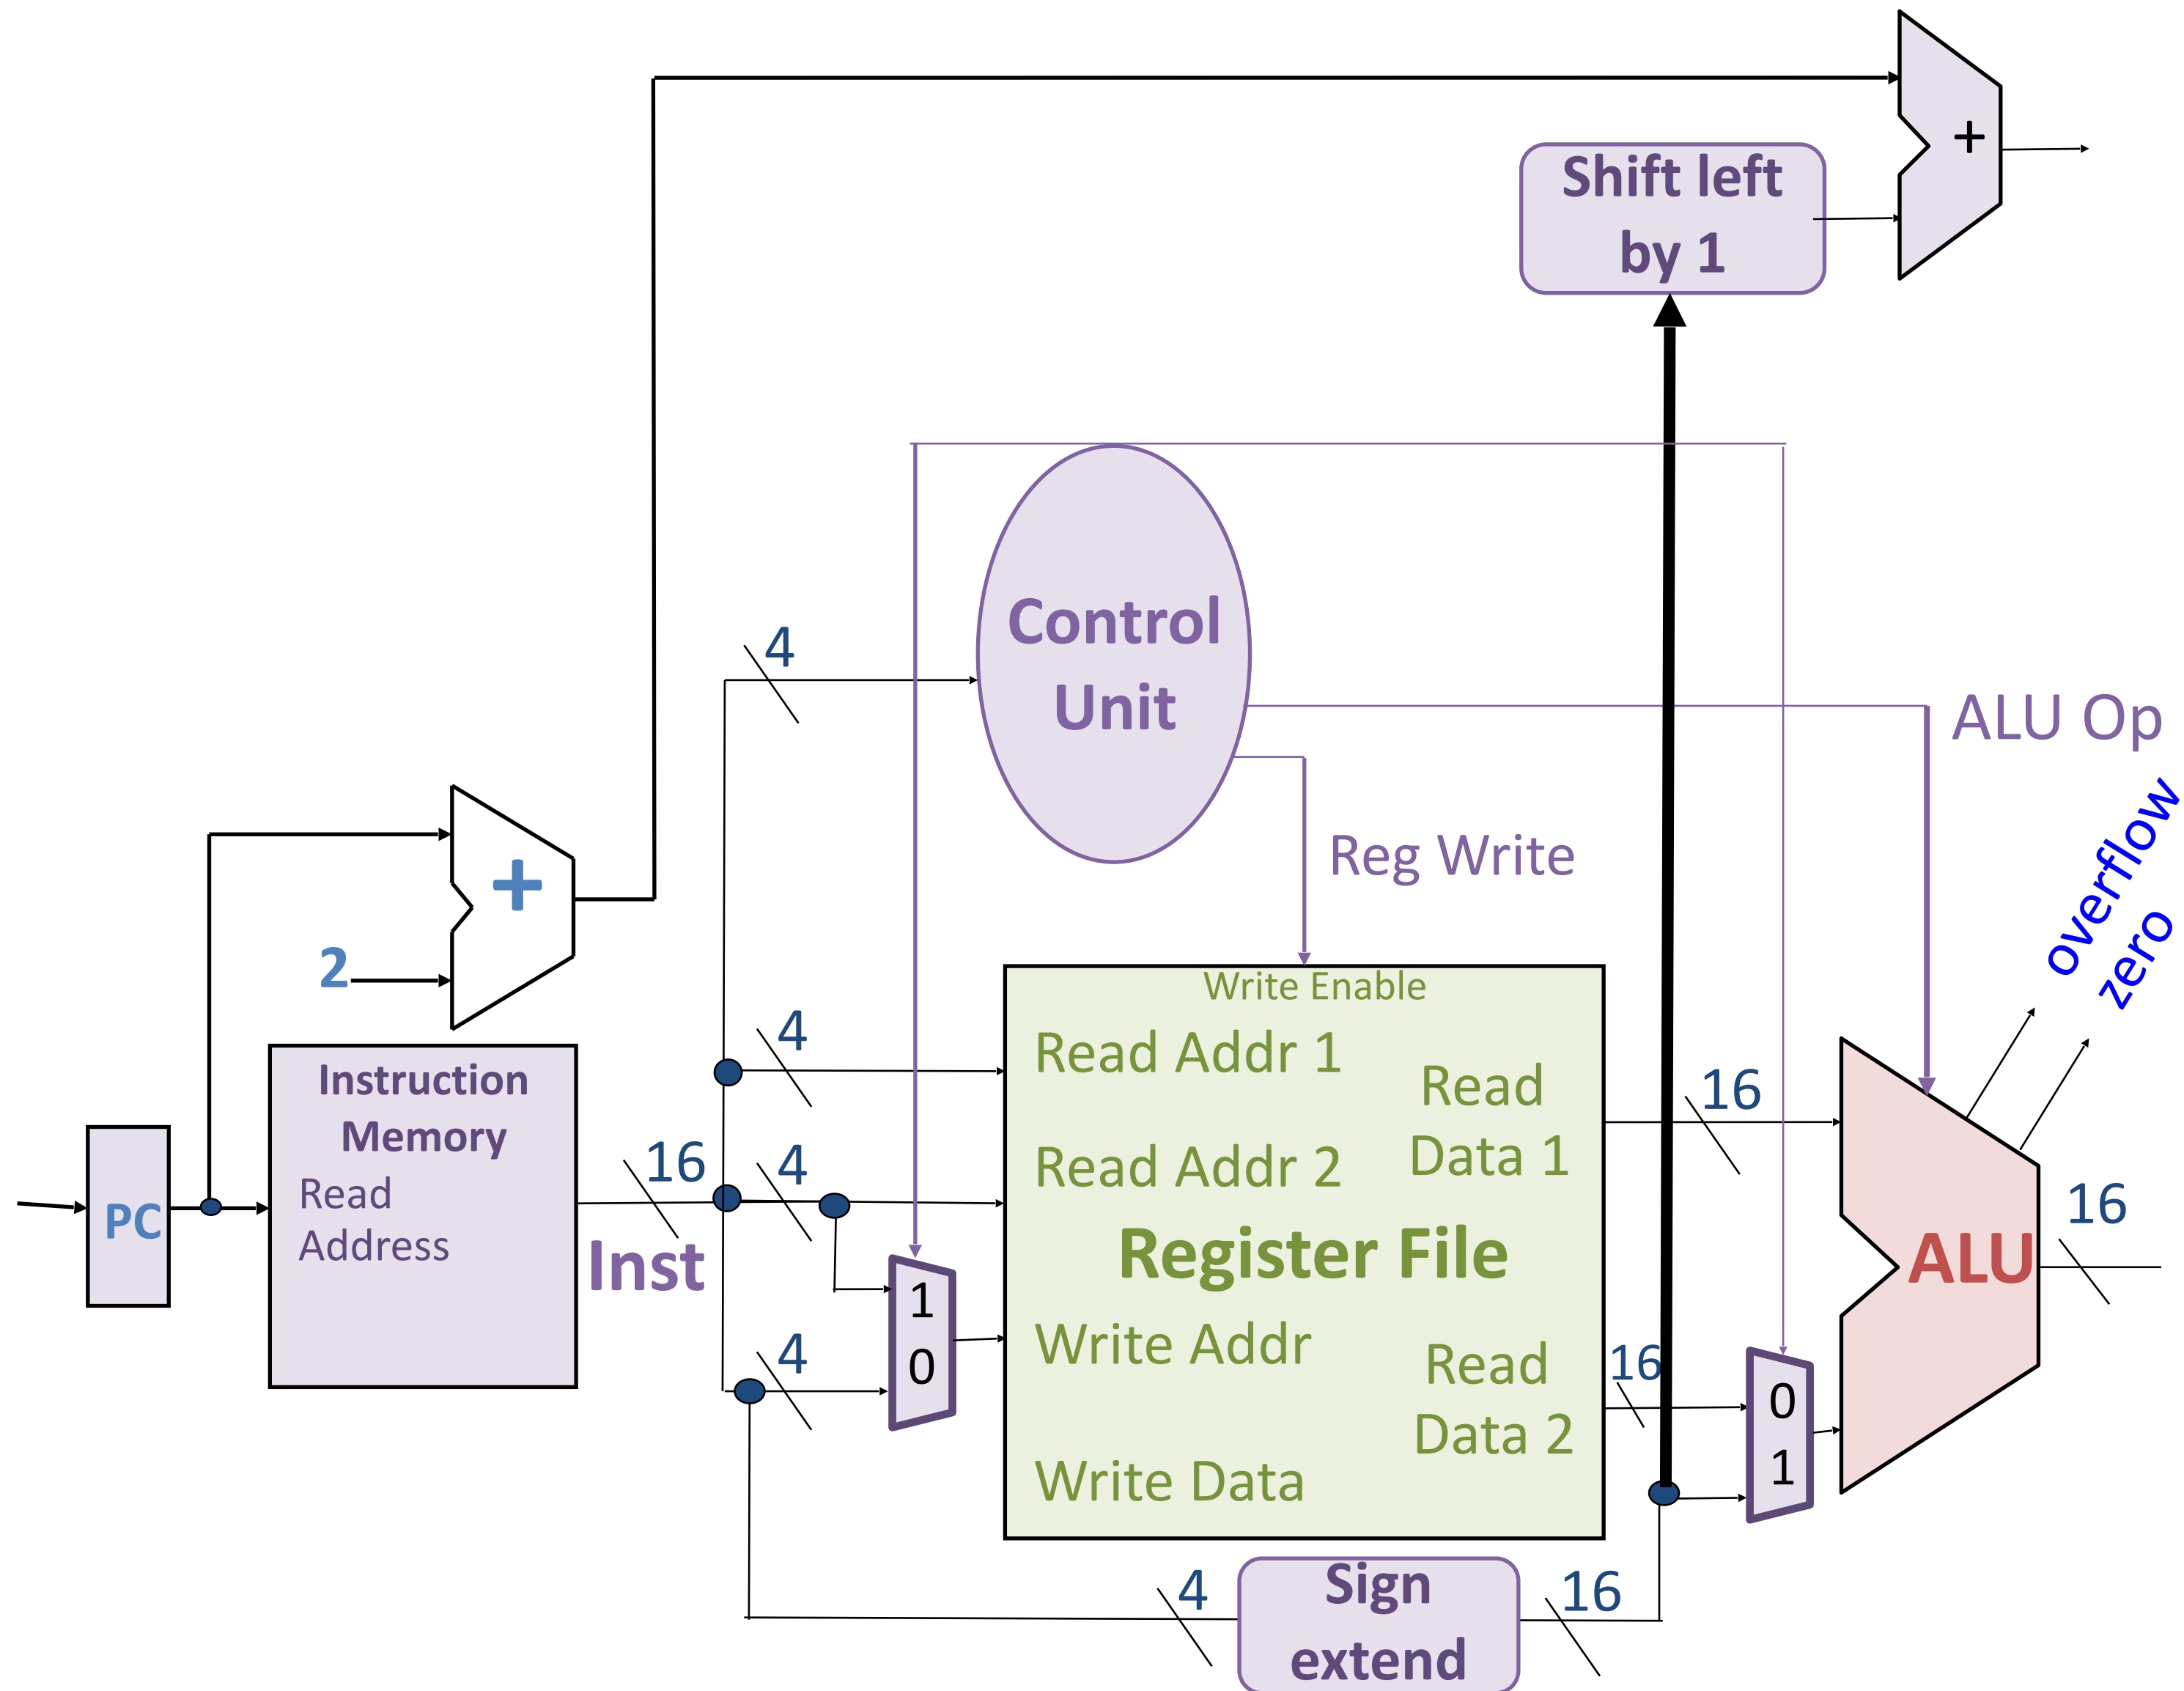 +
Shift left
by 1
4
Control
Unit
ALU Op
+
2
Reg Write
overflow
zero
Instruction
Memory
Read
Address
PC
16
Inst
4
4
4
1
0
Write Enable
Read Addr 1
Read
Data 1
Read Addr 2
Register File
Write Addr
Read
Data 2
Write Data
16
16
0
1
ALU
16
4
Sign
extend
16